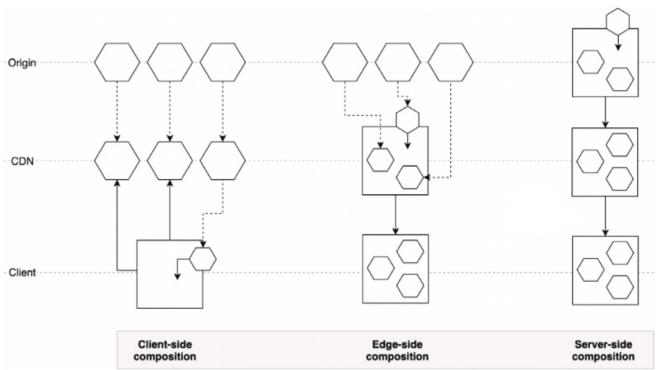 Origin
CDN
Client
Client-side
composition
Edge-side
composition
Server-side
composition